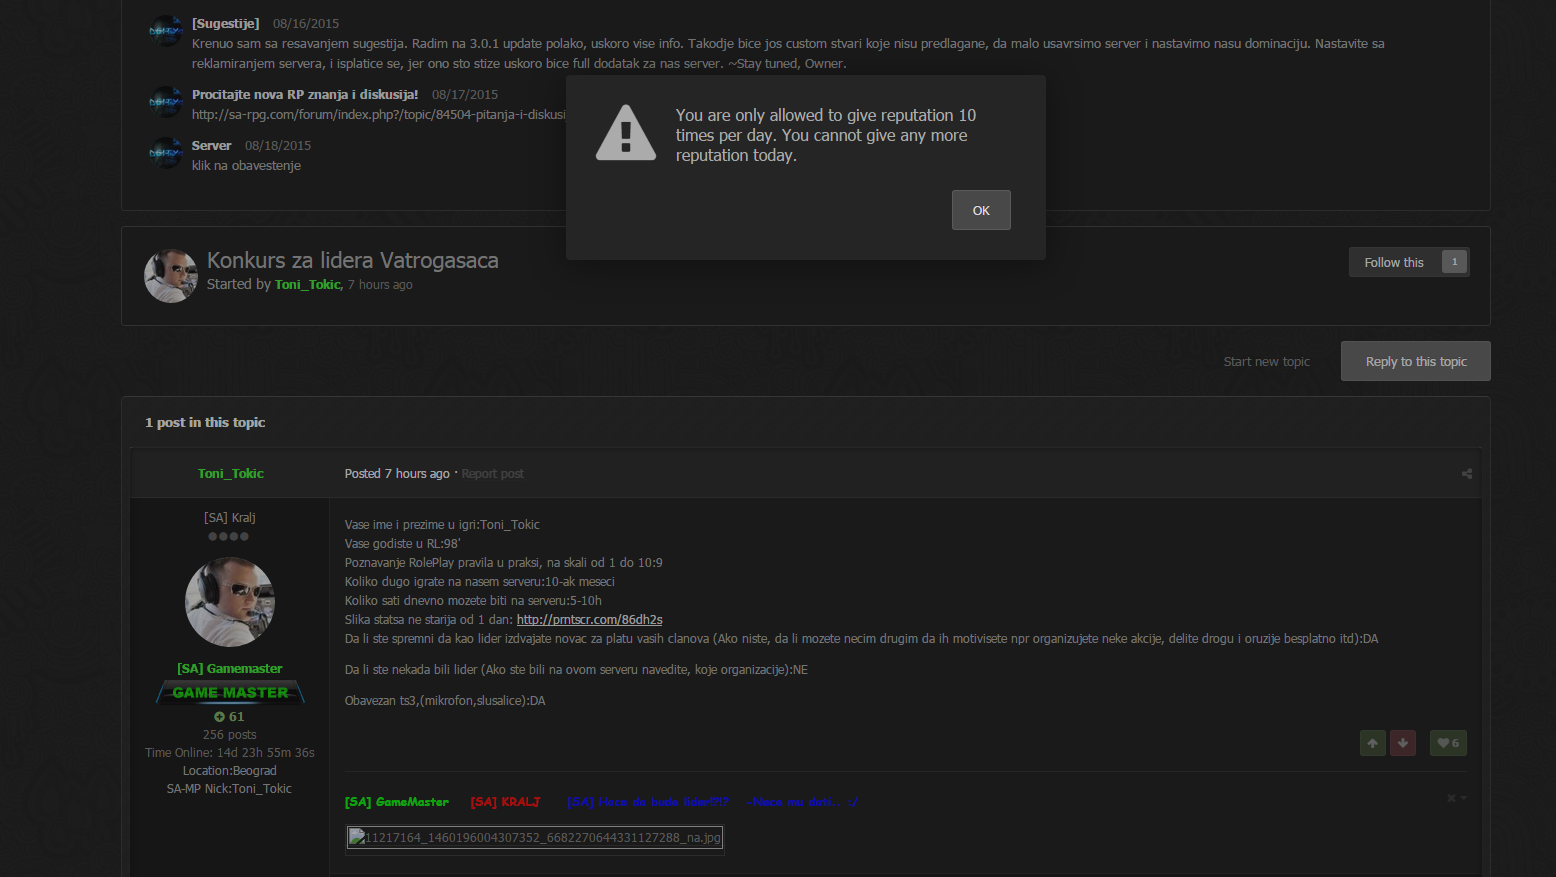 [Sugestije] 08/16/2015
Krenuo sam sa resavanjem sugestija. Radim na 3.0.1 update polako, uskoro vise info. Takodje bice jos custom stvari koje nisu predlagane, da malo usavrsimo server i nastavimo nasu dominaciju. Nastavite sa
reklamiranjem servera, i isplatice se, jer ono sto stize uskoro bice full dodatak za nas server. ~Stay tuned, Owner.
Procitajte nova RP znanja i diskusija! 08/17/2015
http://sa-rpg.com/forum/index.php?/topic/84504-pitanja-i-diskusi
Server 08/18/2015
klik na obavestenje
You are only allowed to give reputation 10
times per day. You cannot give any more
reputation today.
OK
Konkurs za lidera Vatrogasaca
Started by Toni_Tokic, 7 hours ago
Follow this 1
Start new topic
Reply to this topic
1 post in this topic
Toni_Tokic
Posted 7 hours ago · Report post
[SA] Kralj
[SA] Gamemaster
GAME MASTER
61
256 posts
Time Online: 14d 23h 55m 36s
Location:Beograd
SA-MP Nick:Toni_Tokic
Vase ime i prezime u igri:Toni_Tokic
Vase godiste u RL:98'
Poznavanje RolePlay pravila u praksi, na skali od 1 do 10:9
Koliko dugo igrate na nasem serveru:10-ak meseci
Koliko sati dnevno mozete biti na serveru:5-10h
Slika statsa ne starija od 1 dan: http://prntscr.com/86dh2s
Da li ste spremni da kao lider izdvajate novac za platu vasih clanova (Ako niste, da li mozete necim drugim da ih motivisete npr organizujete neke akcije, delite drogu i oruzije besplatno itd):DA
Da li ste nekada bili lider (Ako ste bili na ovom serveru navedite, koje organizacije):NE
Obavezan ts3,(mikrofon,slusalice):DA
6
[SA] GameMaster [SA] KRALJ [SA] Hoce da bude lider!?!? ~Nece mu dati.. :/
11217164_1460196004307352_6682270644331127288_na.jpg